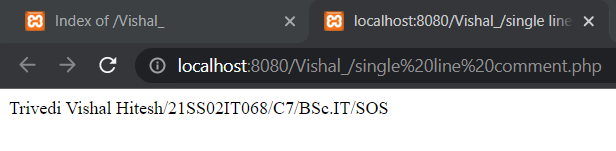 Index of /Vishal_
localhost:8080/Vishal_/single line
localhost:8080/Vishal_/single%20line%20comment.php
Trivedi Vishal Hitesh/21SS02IT068/C7/BSc.IT/SOS